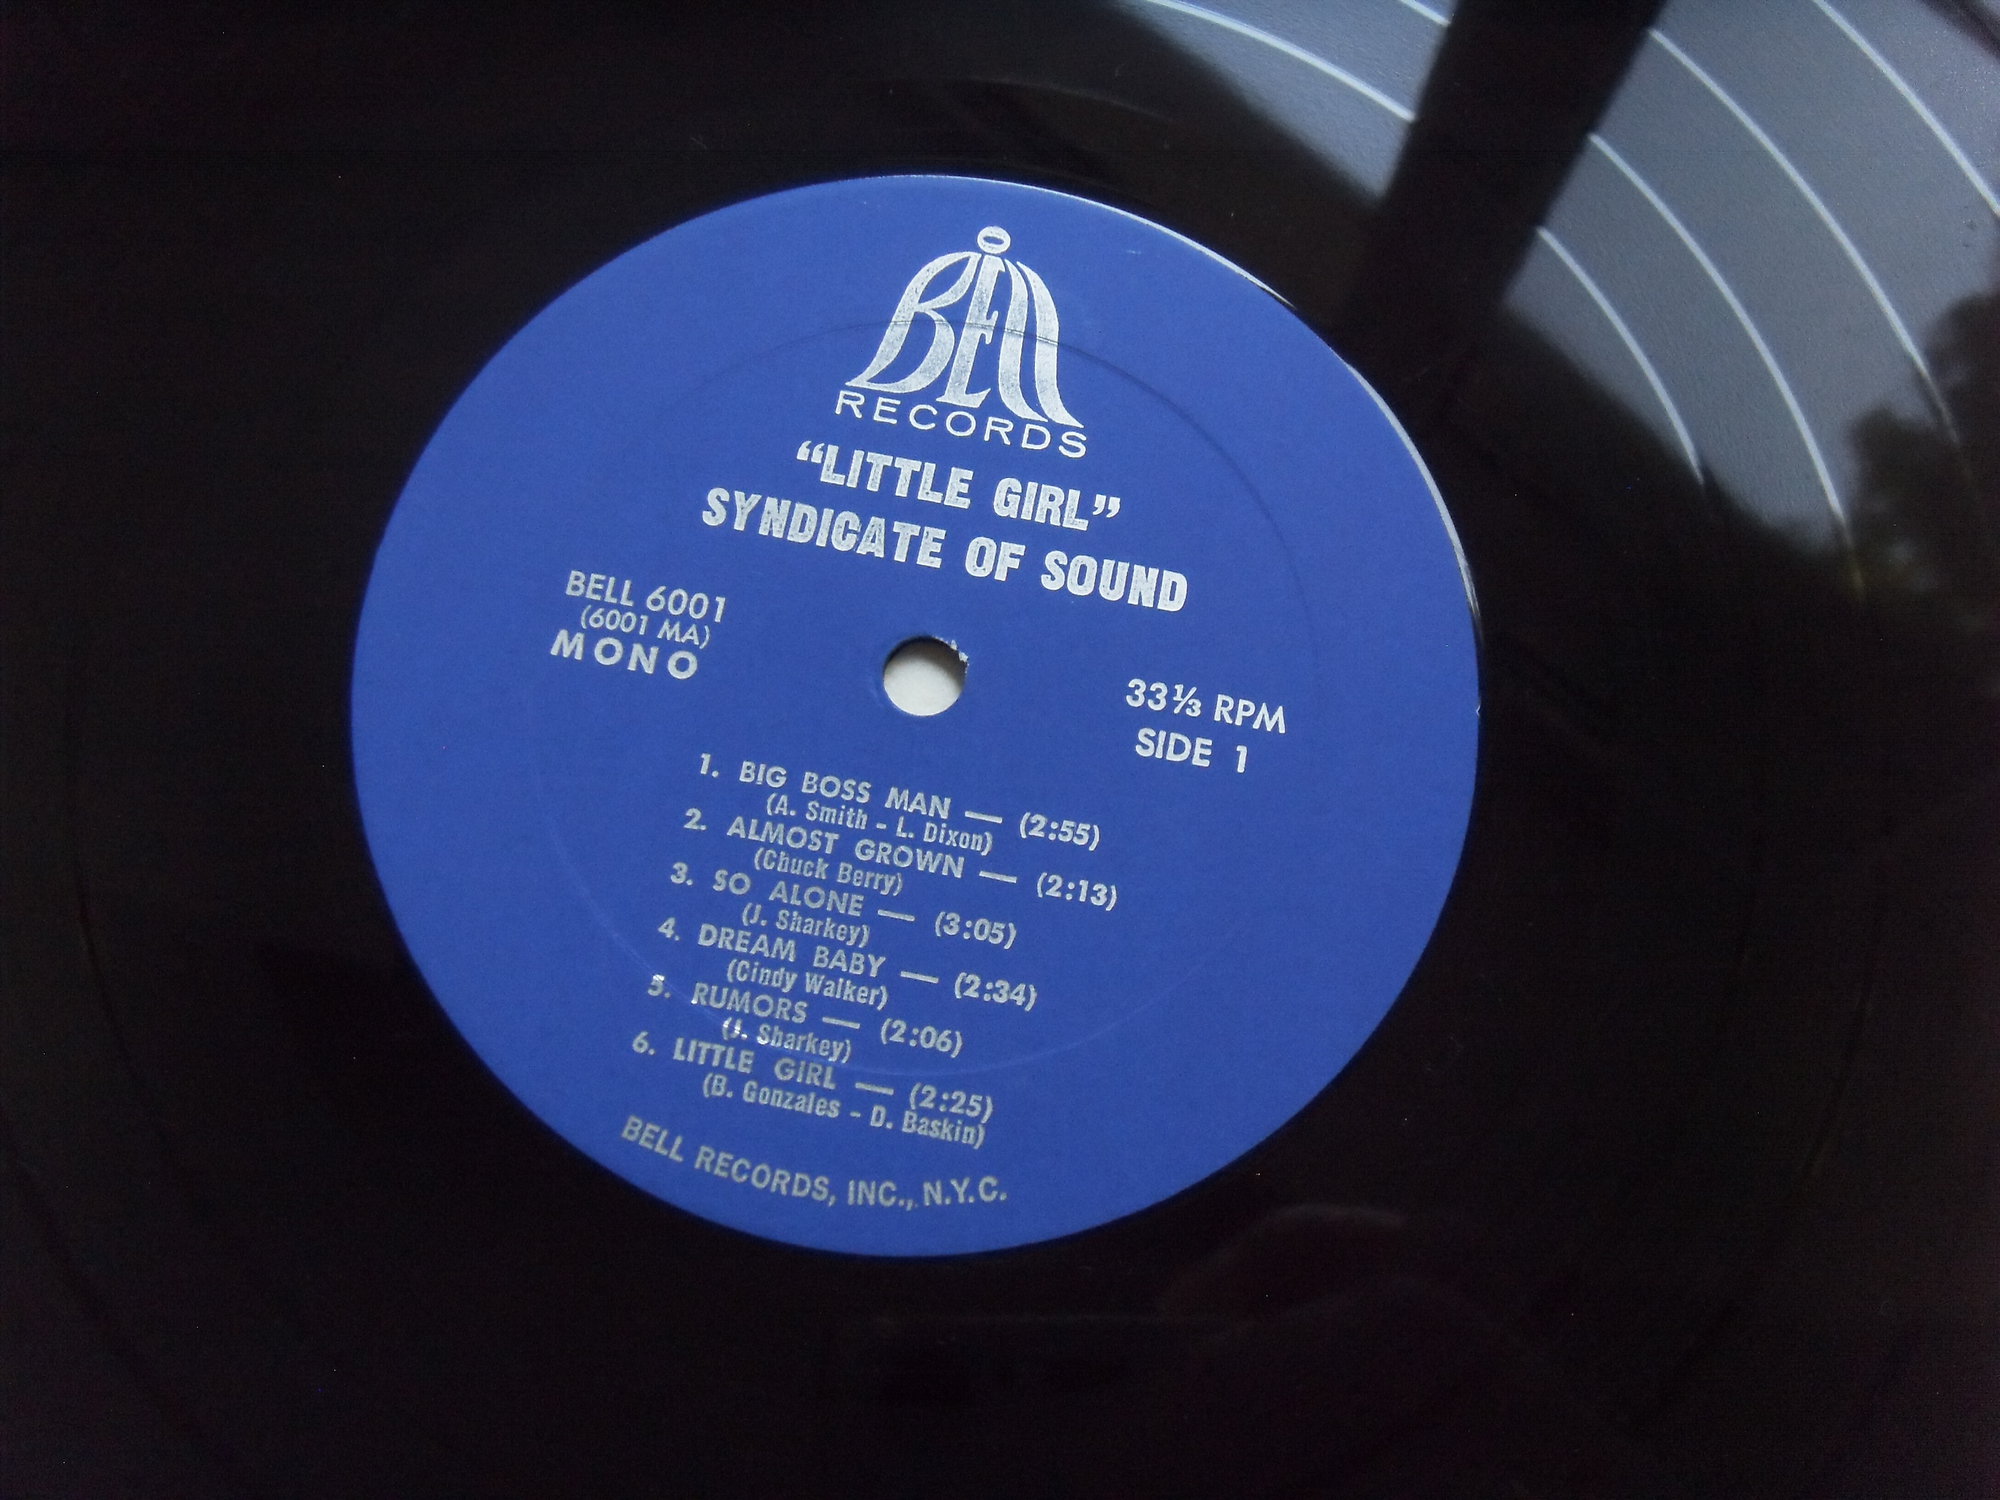 BELL
RECORDS
“LITTLE GIRL”
SYNDICATE OF SOUND
BELL 6001
(6001 MA)
MONO
33⅓ RPM
SIDE 1
1. BIG BOSS MAN — (2:55)
(A. Smith - L. Dixon)
2. ALMOST GROWN — (2:13)
(Chuck Berry)
3. SO ALONE — (3:05)
(J. Sharkey)
4. DREAM BABY — (2:34)
(Cindy Walker)
5. RUMORS — (2:06)
(J. Sharkey)
6. LITTLE GIRL — (2:25)
(B. Gonzales - D. Baskin)
BELL RECORDS, INC., N.Y.C.